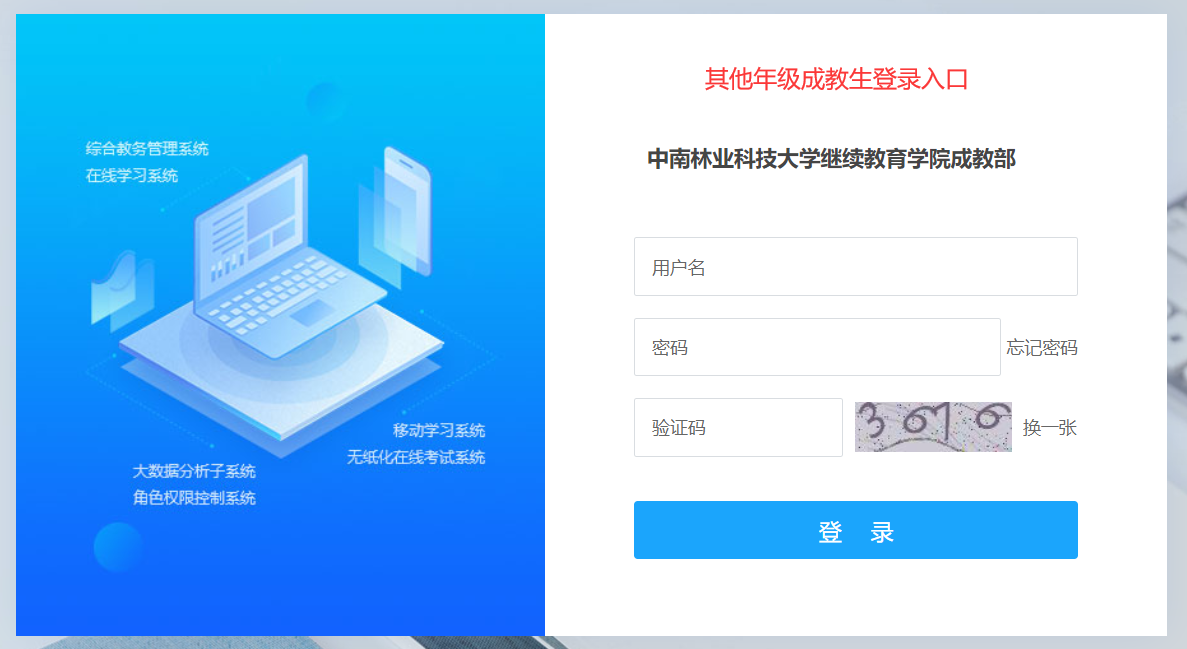 综合教务管理系统
在线学习系统
移动学习系统
无纸化在线考试系统
大数据分析子系统
角色权限控制系统
其他年级成教生登录入口
中南林业科技大学继续教育学院成教部
用户名
密码 忘记密码
验证码 3676 换一张
登 录